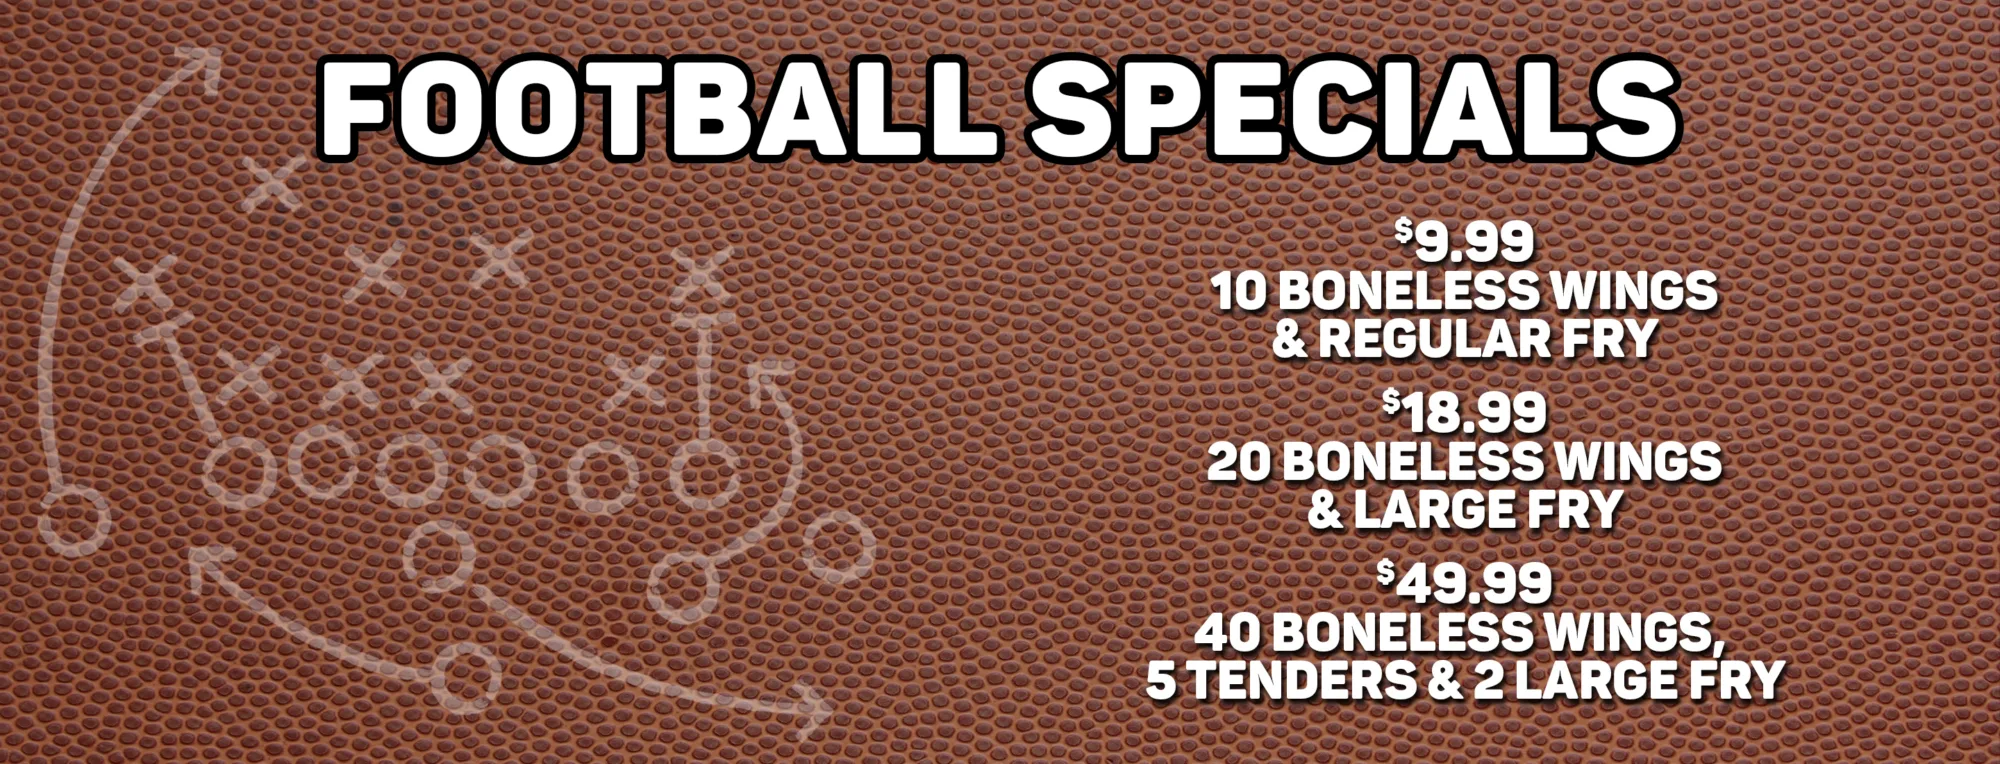 FOOTBALL SPECIALS
$9.99
10 BONELESS WINGS
& REGULAR FRY
$18.99
20 BONELESS WINGS
& LARGE FRY
$49.99
40 BONELESS WINGS,
5 TENDERS & 2 LARGE FRY